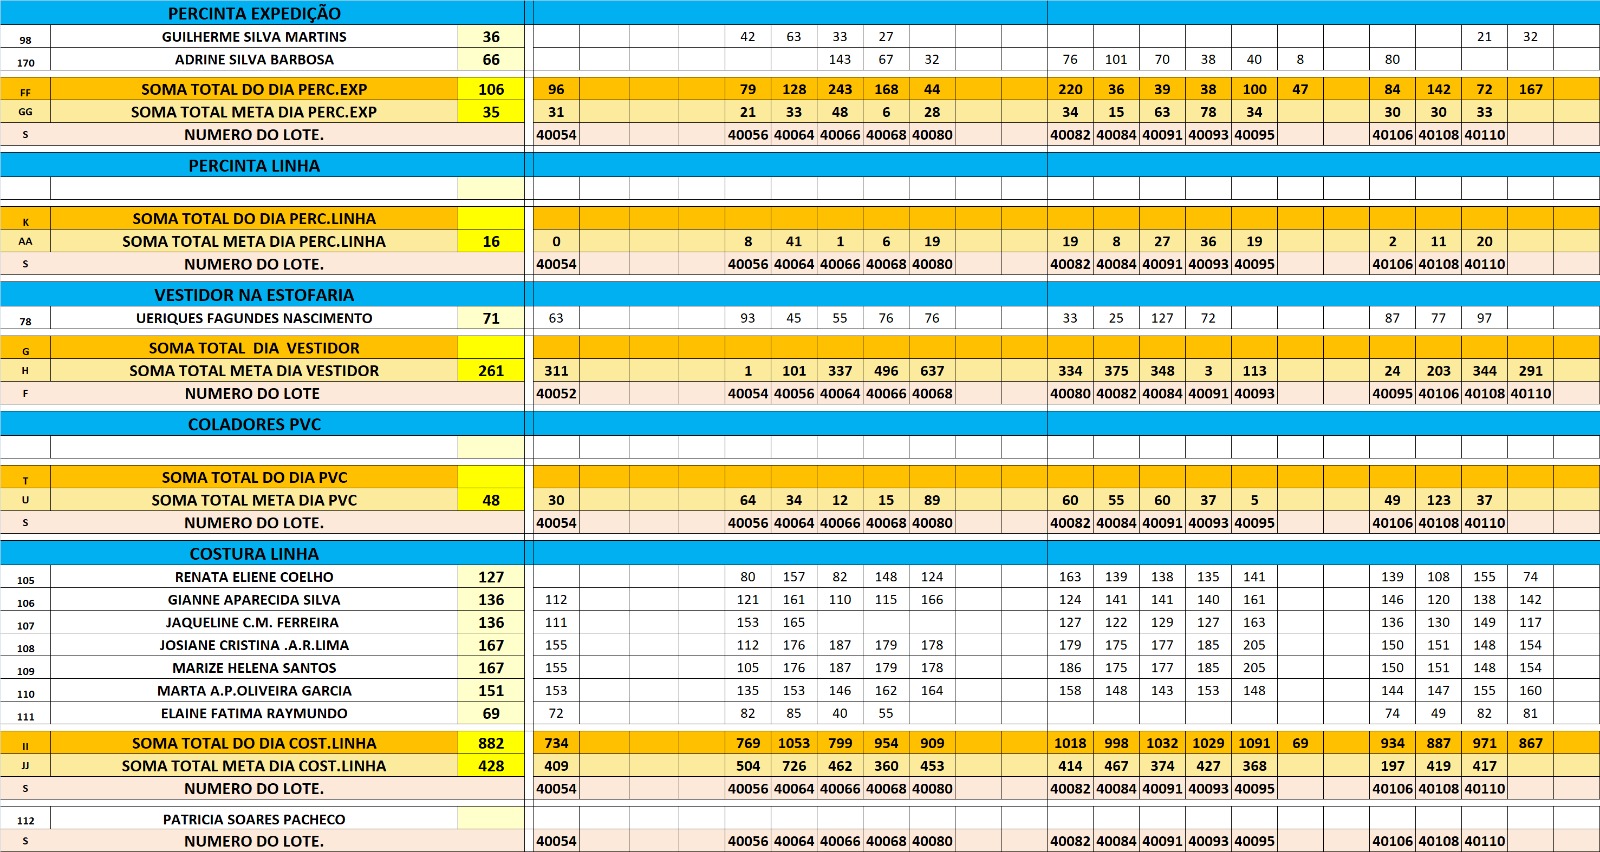 PERCINTA EXPEDIÇÃO
98 GUILHERME SILVA MARTINS 36 42 63 33 27 21 32
170 ADRINE SILVA BARBOSA 66 143 67 32 76 101 70 38 40 8 80
FF SOMA TOTAL DO DIA PERC.EXP 106 96 79 128 243 168 44 220 36 39 38 100 47 84 142 72 167
GG SOMA TOTAL META DIA PERC.EXP 35 31 21 33 48 6 28 34 15 63 78 34 30 30 33
S NUMERO DO LOTE. 40054 40056 40064 40066 40068 40080 40082 40084 40091 40093 40095 40106 40108 40110
PERCINTA LINHA
K SOMA TOTAL DO DIA PERC.LINHA
AA SOMA TOTAL META DIA PERC.LINHA 16 0 8 41 1 6 19 19 8 27 36 19 2 11 20
S NUMERO DO LOTE. 40054 40056 40064 40066 40068 40080 40082 40084 40091 40093 40095 40106 40108 40110
VESTIDOR NA ESTOFARIA
78 UERIQUES FAGUNDES NASCIMENTO 71 63 93 45 55 76 76 33 25 127 72 87 77 97
G SOMA TOTAL DIA VESTIDOR
H SOMA TOTAL META DIA VESTIDOR 261 311 1 101 337 496 637 334 375 348 3 113 24 203 344 291
F NUMERO DO LOTE 40052 40054 40056 40064 40066 40068 40080 40082 40084 40091 40093 40095 40106 40108 40110
COLADORES PVC
T SOMA TOTAL DO DIA PVC
U SOMA TOTAL META DIA PVC 48 30 64 34 12 15 89 60 55 60 37 5 49 123 37
S NUMERO DO LOTE. 40054 40056 40064 40066 40068 40080 40082 40084 40091 40093 40095 40106 40108 40110
COSTURA LINHA
105 RENATA ELIENE COELHO 127 80 157 82 148 124 163 139 138 135 141 139 108 155 74
106 GIANNE APARECIDA SILVA 136 112 121 161 110 115 166 124 141 141 140 161 146 120 138 142
107 JAQUELINE C.M. FERREIRA 136 111 153 165 127 122 129 127 163 136 130 149 117
108 JOSIANE CRISTINA .A.R.LIMA 167 155 112 176 187 179 178 179 175 177 185 205 150 151 148 154
109 MARIZE HELENA SANTOS 167 155 105 176 187 179 178 186 175 177 185 205 150 151 148 154
110 MARTA A.P.OLIVEIRA GARCIA 151 153 135 153 146 162 164 158 148 143 153 148 144 147 155 160
111 ELAINE FATIMA RAYMUNDO 69 72 82 85 40 55 74 49 82 81
II SOMA TOTAL DO DIA COST.LINHA 882 734 769 1053 799 954 909 1018 998 1032 1029 1091 69 934 887 971 867
JJ SOMA TOTAL META DIA COST.LINHA 428 409 504 726 462 360 453 414 467 374 427 368 197 419 417
S NUMERO DO LOTE. 40054 40056 40064 40066 40068 40080 40082 40084 40091 40093 40095 40106 40108 40110
112 PATRICIA SOARES PACHECO
S NUMERO DO LOTE. 40054 40056 40064 40066 40068 40080 40082 40084 40091 40093 40095 40106 40108 40110